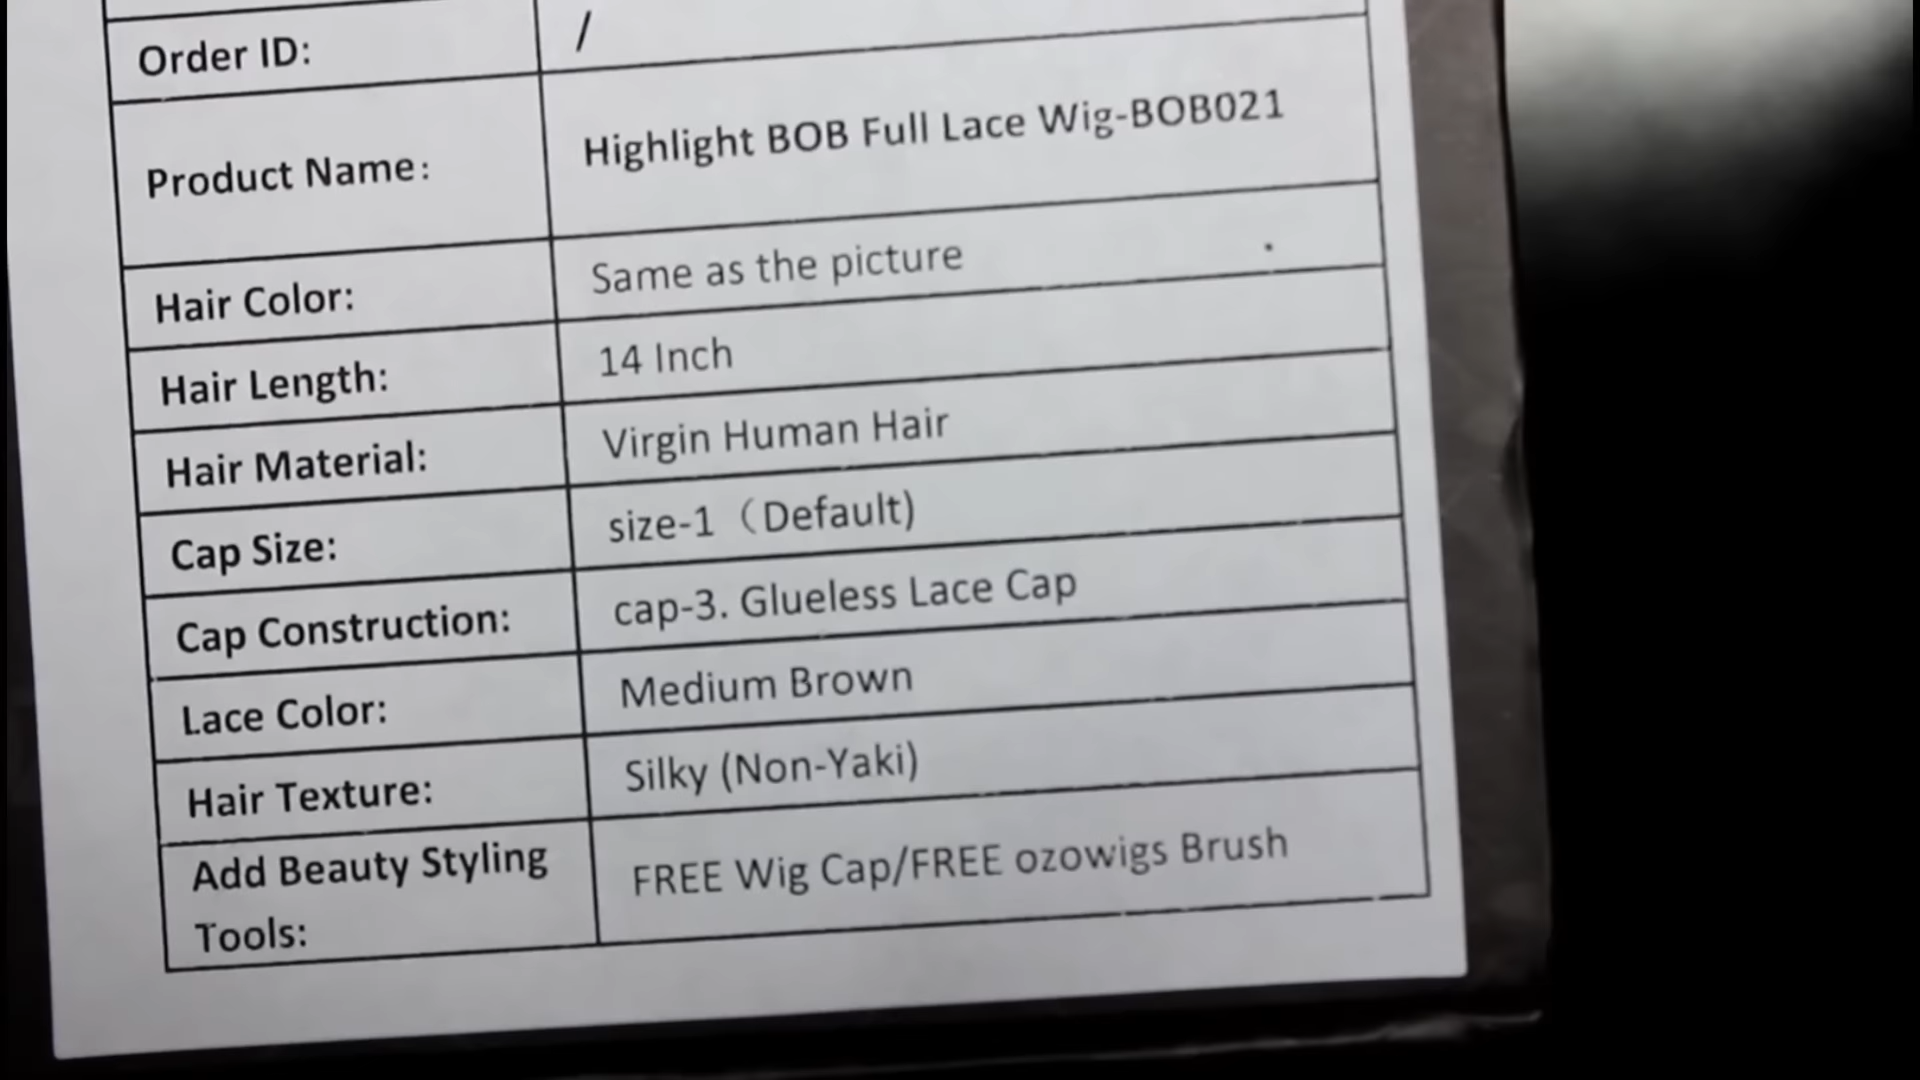 Order ID: /
Product Name: Highlight BOB Full Lace Wig-BOB021
Hair Color: Same as the picture
Hair Length: 14 Inch
Hair Material: Virgin Human Hair
Cap Size: size-1（Default)
Cap Construction: cap-3. Glueless Lace Cap
Lace Color: Medium Brown
Hair Texture: Silky (Non-Yaki)
Add Beauty Styling
Tools:
FREE Wig Cap/FREE ozowigs Brush